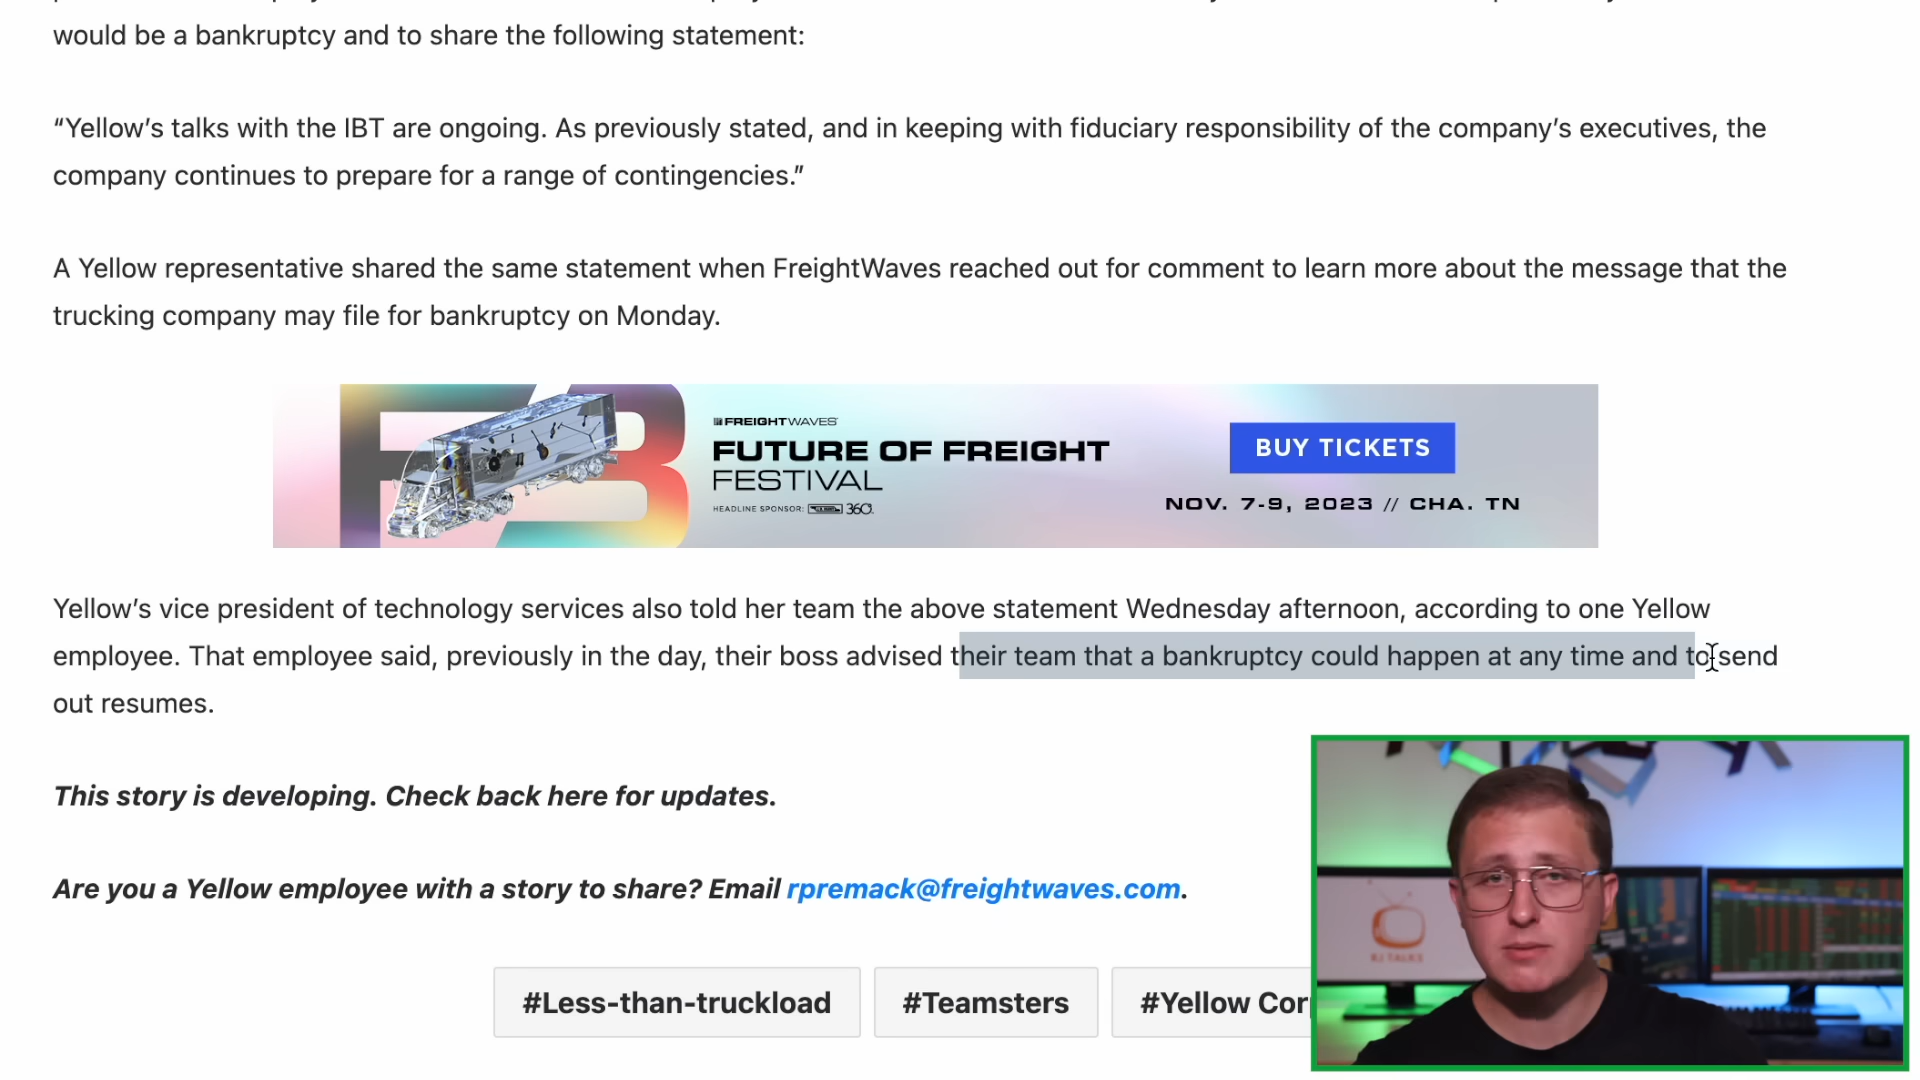 would be a bankruptcy and to share the following statement:
“Yellow’s talks with the IBT are ongoing. As previously stated, and in keeping with fiduciary responsibility of the company’s executives, the
company continues to prepare for a range of contingencies.”
A Yellow representative shared the same statement when FreightWaves reached out for comment to learn more about the message that the
trucking company may file for bankruptcy on Monday.
FREIGHTWAVES
FUTURE OF FREIGHT
FESTIVAL
HEADLINE SPONSOR: 360
BUY TICKETS
NOV. 7-9, 2023 // CHA. TN
Yellow’s vice president of technology services also told her team the above statement Wednesday afternoon, according to one Yellow
employee. That employee said, previously in the day, their boss advised their team that a bankruptcy could happen at any time and to send
out resumes.
This story is developing. Check back here for updates.
Are you a Yellow employee with a story to share? Email rpremack@freightwaves.com.
#Less-than-truckload
#Teamsters
#Yellow Cor